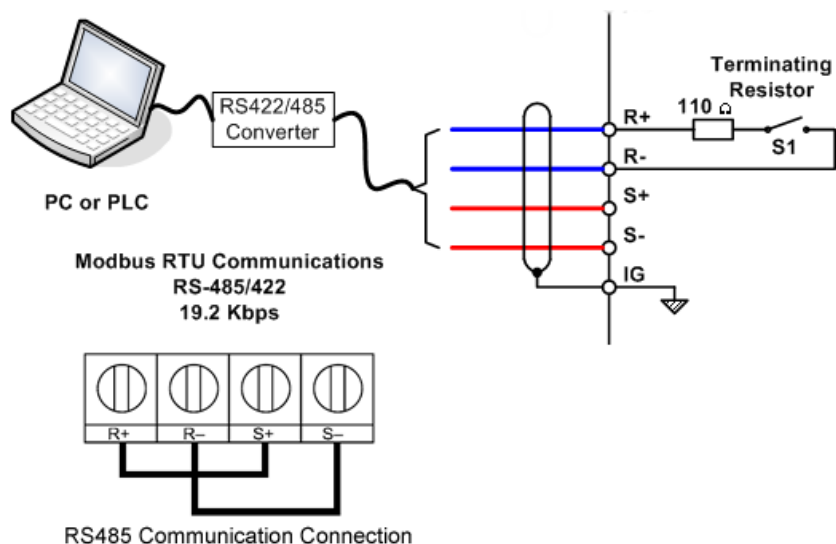 RS422/485
Converter
PC or PLC
Terminating
Resistor
R+
110 Ω
S1
R-
S+
S-
IG
Modbus RTU Communications
RS-485/422
19.2 Kbps
R+ R– S+ S–
RS485 Communication Connection